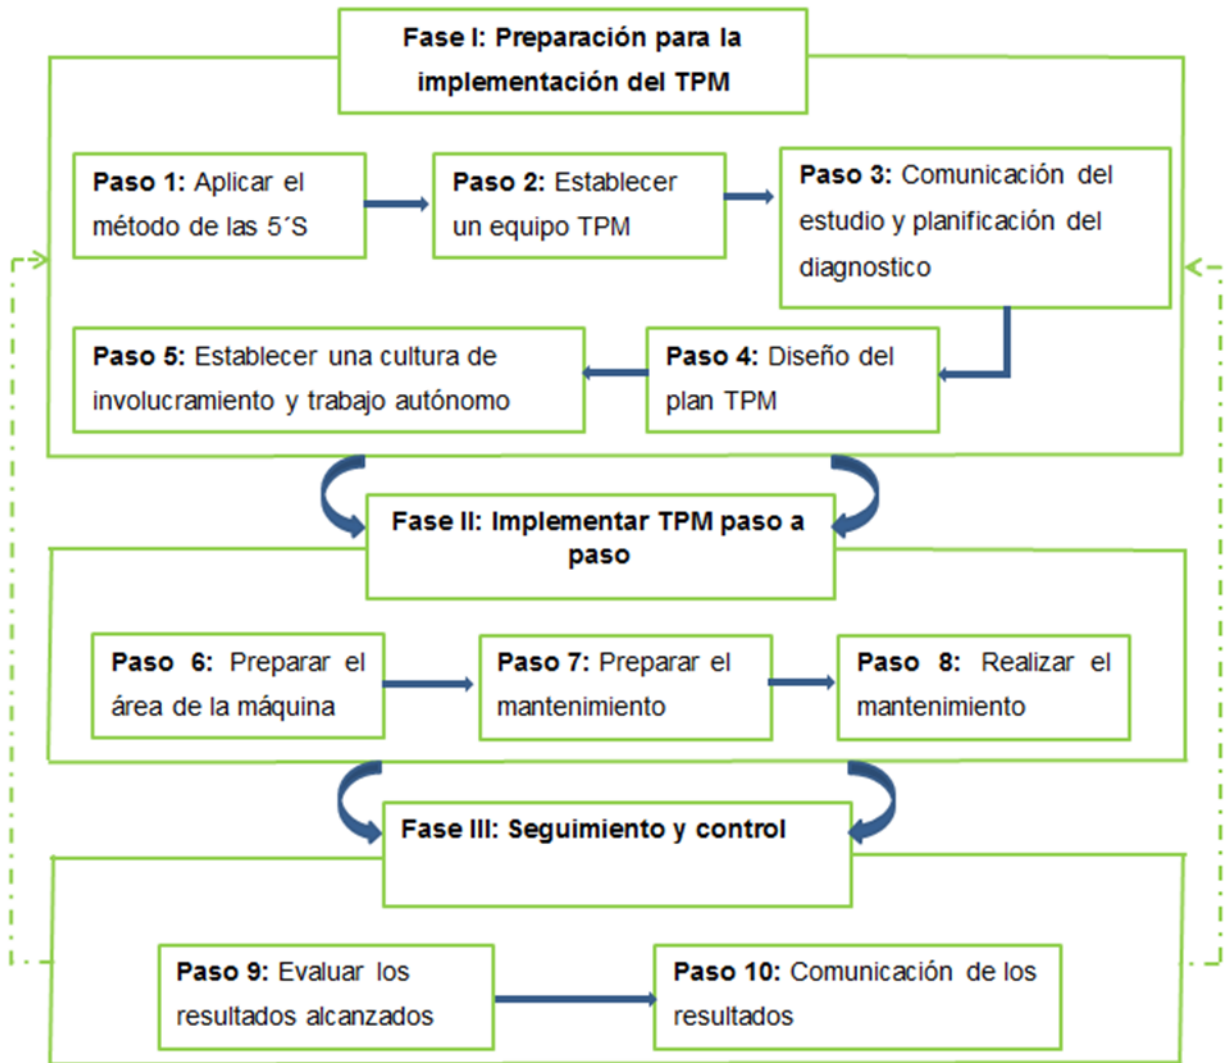 Fase I: Preparación para la
implementación del TPM
Paso 1: Aplicar el
método de las 5´S
Paso 2: Establecer
un equipo TPM
Paso 3: Comunicación del
estudio y planificación del
diagnostico
Paso 5: Establecer una cultura de
involucramiento y trabajo autónomo
Paso 4: Diseño del
plan TPM
Fase II: Implementar TPM paso a
paso
Paso 6: Preparar el
área de la máquina
Paso 7: Preparar el
mantenimiento
Paso 8: Realizar el
mantenimiento
Fase III: Seguimiento y control
Paso 9: Evaluar los
resultados alcanzados
Paso 10: Comunicación de los
resultados